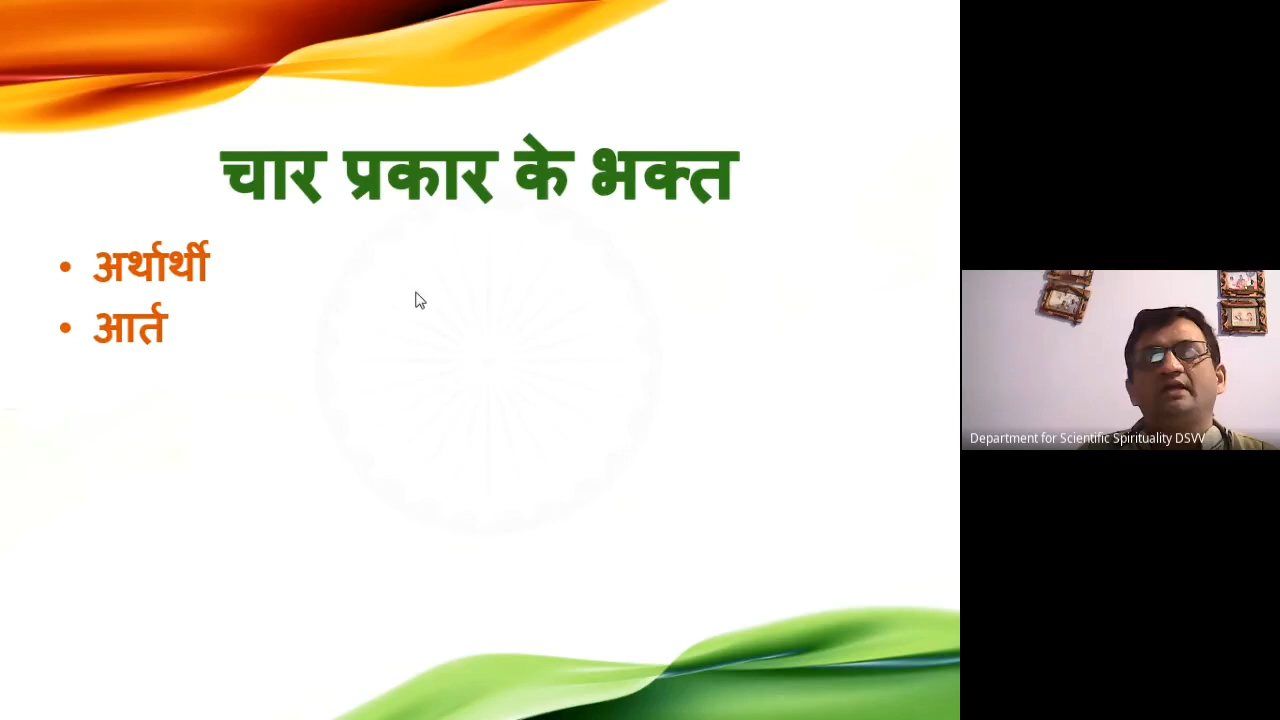 चार प्रकार के भक्त
• अर्थार्थी
• आर्त
Department for Scientific Spirituality DSVV